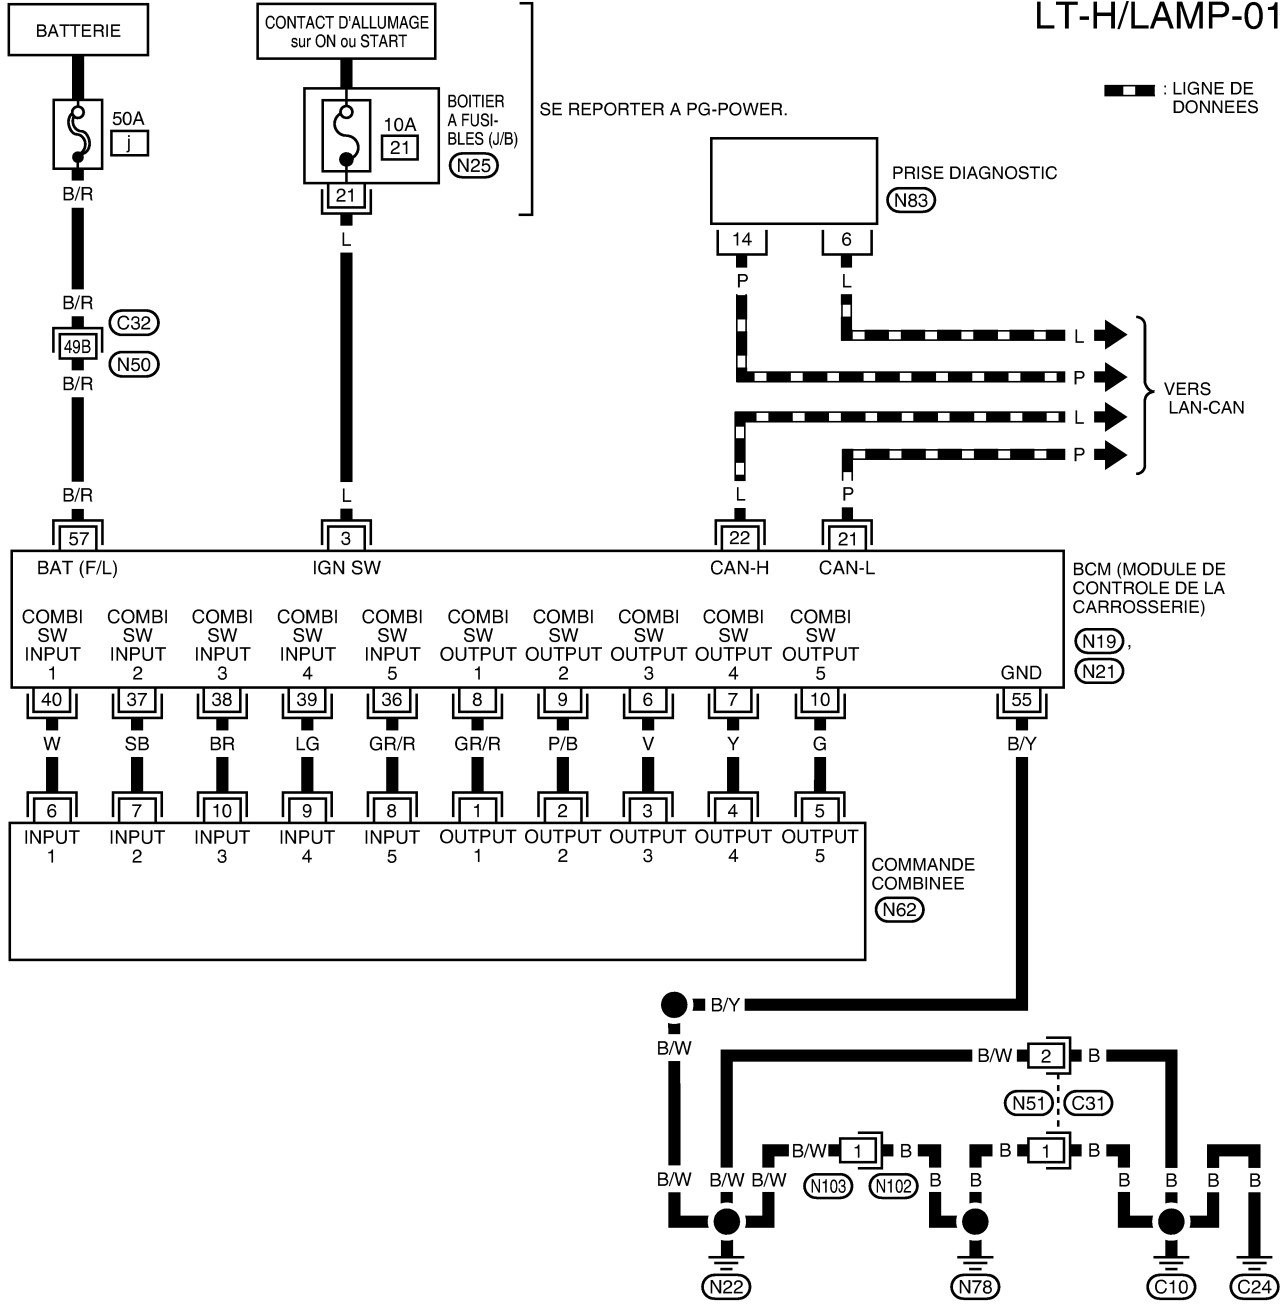 LT-H/LAMP-01
BATTERIE
CONTACT D'ALLUMAGE
sur ON ou START
: LIGNE DE
DONNEES
50A
j
10A
21
BOITIER
A FUSI-
BLES (J/B)
N25
SE REPORTER A PG-POWER.
PRISE DIAGNOSTIC
N83
B/R
21
14
6
L
P
L
B/R
C32
49B
N50
B/R
L
P
L
P
VERS
LAN-CAN
B/R
L
L
P
57
3
22
21
BAT (F/L)
IGN SW
CAN-H
CAN-L
BCM (MODULE DE
CONTROLE DE LA
CARROSSERIE)
N19 ,
N21
COMBI COMBI COMBI COMBI COMBI COMBI COMBI COMBI COMBI COMBI
SW SW SW SW SW SW SW SW SW SW
INPUT INPUT INPUT INPUT INPUT OUTPUT OUTPUT OUTPUT OUTPUT OUTPUT
1 2 3 4 5 1 2 3 4 5 GND
40 37 38 39 36 8 9 6 7 10 55
W SB BR LG GR/R GR/R P/B V Y G B/Y
6 7 10 9 8 1 2 3 4 5
INPUT INPUT INPUT INPUT INPUT OUTPUT OUTPUT OUTPUT OUTPUT OUTPUT
1 2 3 4 5 1 2 3 4 5
COMMANDE
COMBINEE
N62
B/Y
B/W
B/W 2 B
N51 C31
B/W 1 B
B 1 B
N103 N102
B/W B/W B/W B B B B B B
N22 N78 C10 C24